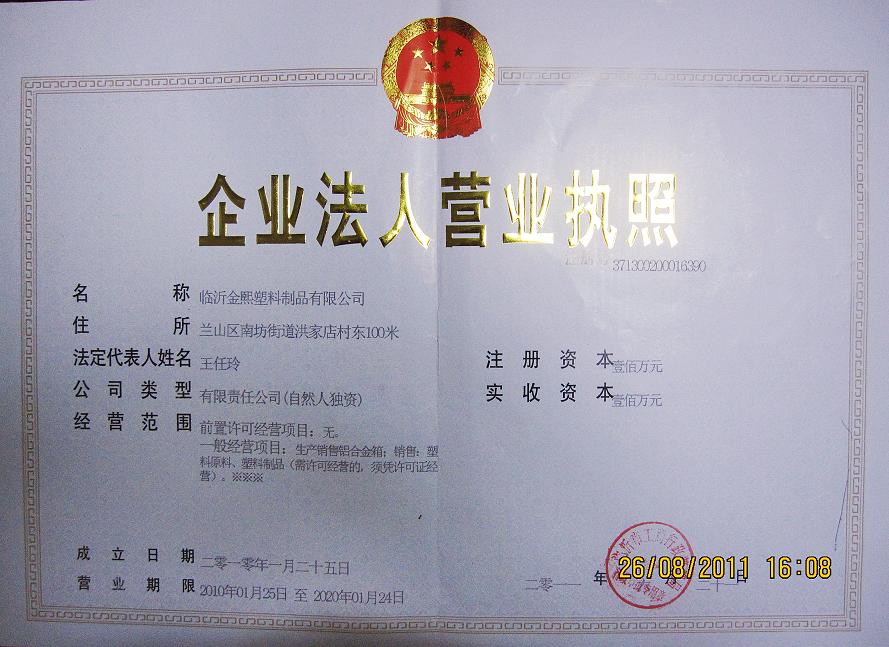 企业法人营业执照
371300200016390
名称 临沂金熙塑料制品有限公司
住所 兰山区南坊街道洪家店村东100米
法定代表人姓名 王任玲
注册资本 壹佰万元
公司类型 有限责任公司(自然人独资)
实收资本 壹佰万元
经营范围 前置许可经营项目：无。
一般经营项目：生产销售铝合金箱；销售：塑
料原料、塑料制品（需许可经营的，须凭许可证经
营）。※※※
成立日期 二零一零年一月二十五日
营业期限 2010年01月25日 至 2020年01月24日
二零一一 年 日
26/08/2011 16:08